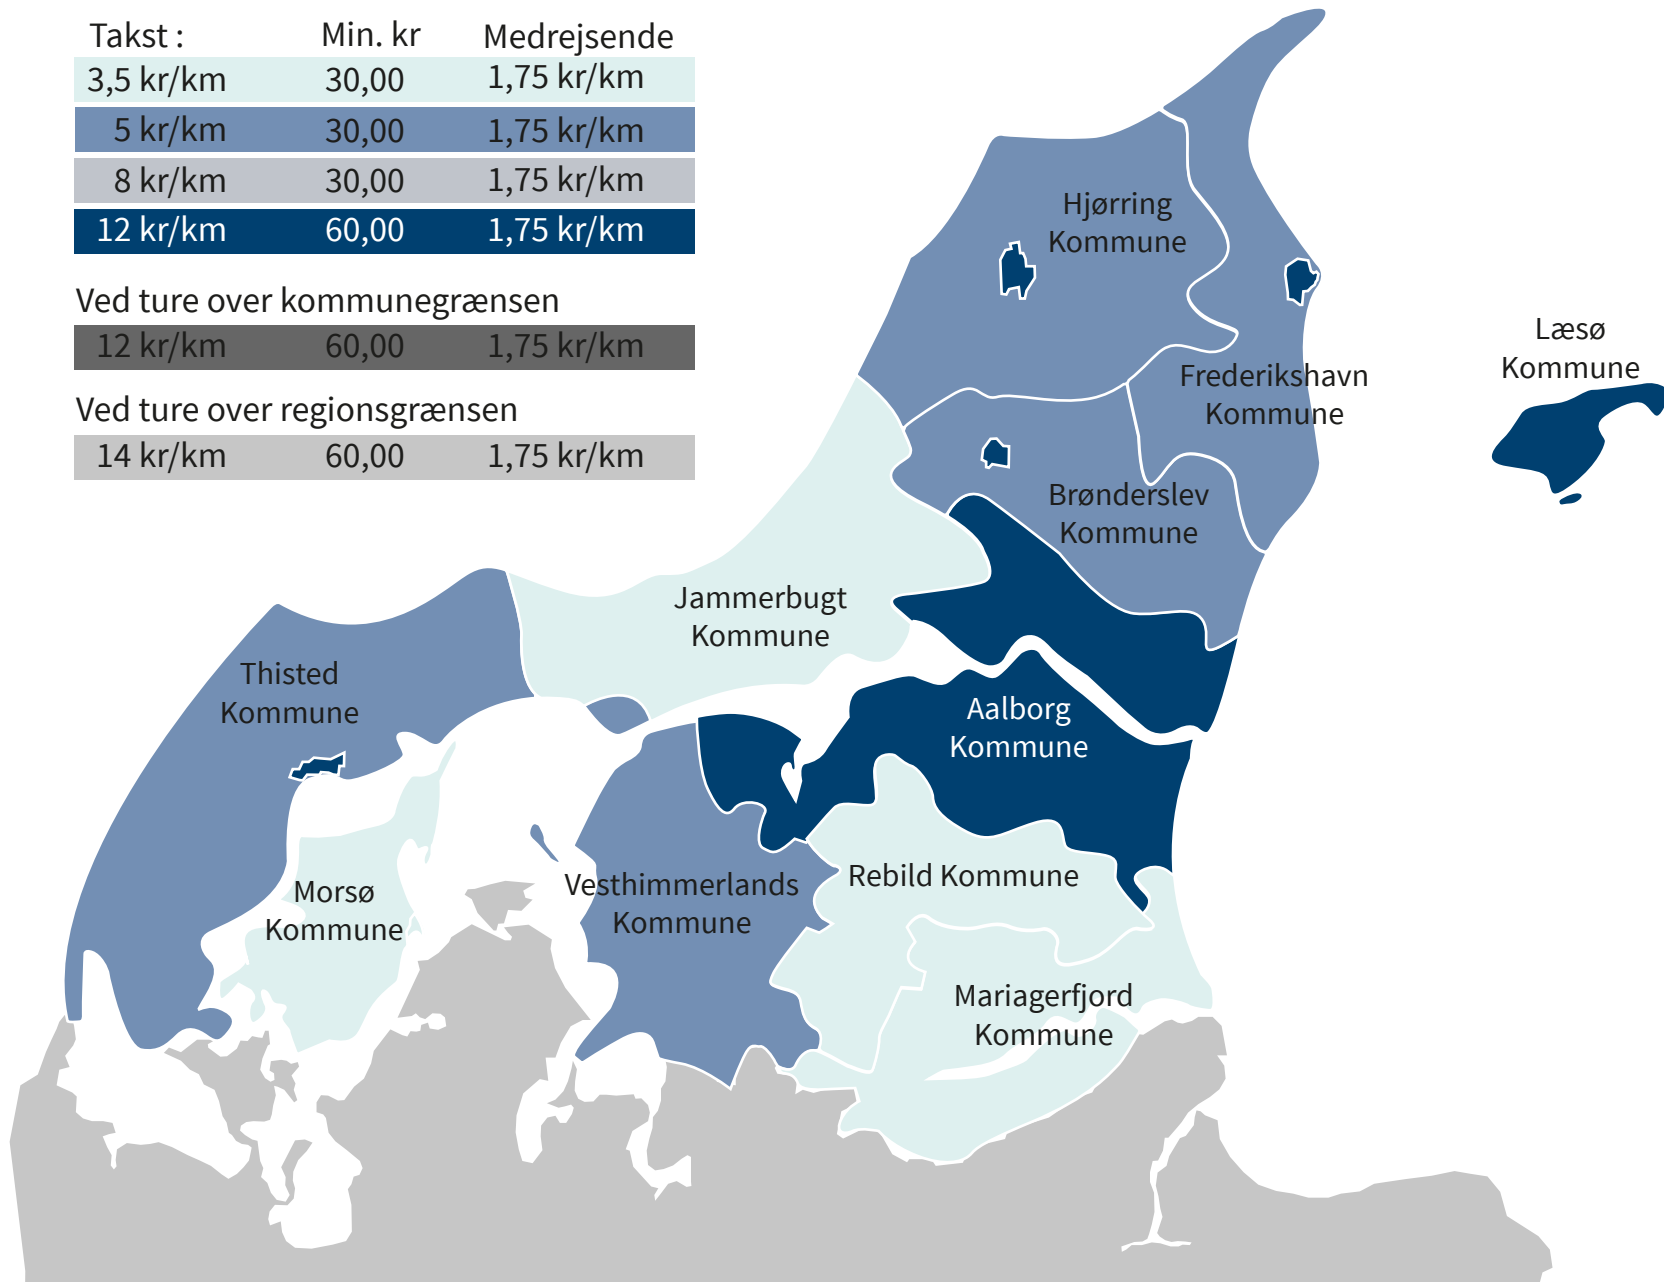 Takst : Min. kr Medrejsende
3,5 kr/km 30,00 1,75 kr/km
5 kr/km 30,00 1,75 kr/km
8 kr/km 30,00 1,75 kr/km
12 kr/km 60,00 1,75 kr/km
Ved ture over kommunegrænsen
12 kr/km 60,00 1,75 kr/km
Ved ture over regionsgrænsen
14 kr/km 60,00 1,75 kr/km
Hjørring
Kommune
Læsø
Kommune
Frederikshavn
Kommune
Brønderslev
Kommune
Jammerbugt
Kommune
Thisted
Kommune
Aalborg
Kommune
Morsø
Kommune
Vesthimmerlands
Kommune
Rebild Kommune
Mariagerfjord
Kommune